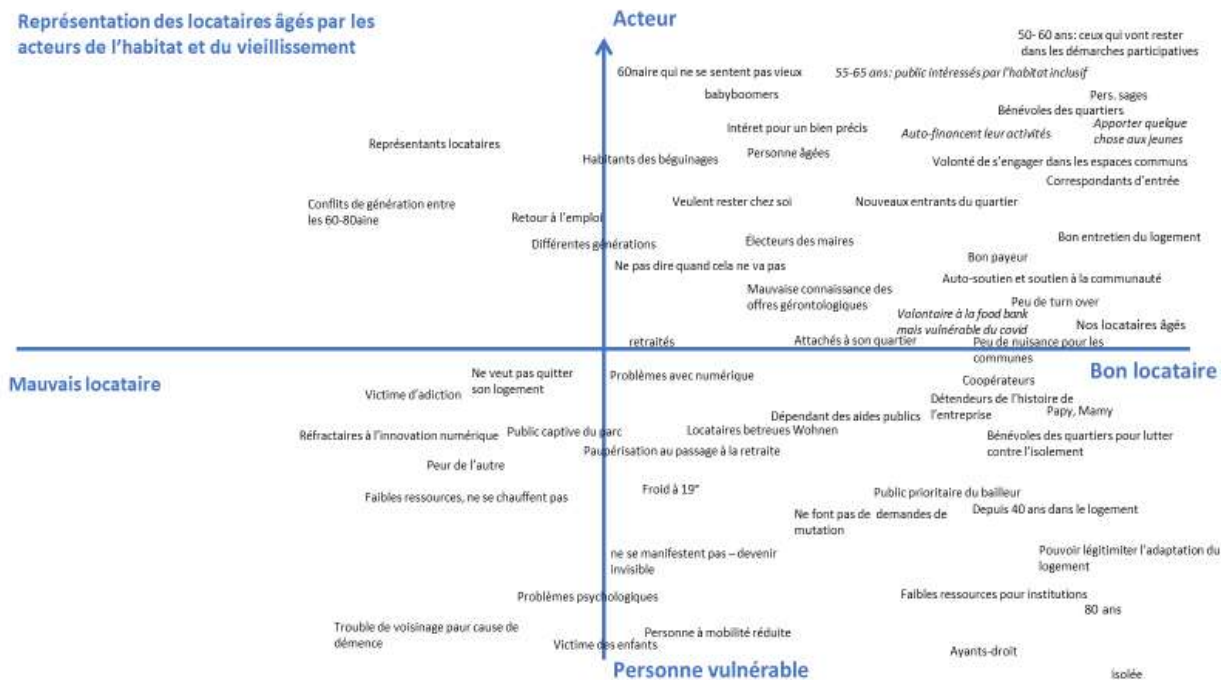 Représentation des locataires âgés par les
acteurs de l'habitat et du vieillissement
Acteur
50- 60 ans: ceux qui vont rester
dans les démarches participatives
60naire qui ne se sentent pas vieux
55-65 ans: public intéressés par l'habitat inclusif
babyboomers
Pers. sages
Bénévoles des quartiers
Intéret pour un bien précis
Auto-financent leur activités
Apporter quelque
chose aux jeunes
Représentants locataires
Habitants des béguinages
Personne âgées
Volonté de s'engager dans les espaces communs
Correspondants d'entrée
Conflits de génération entre
les 60-80aine
Retour à l'emploi
Veulent rester chez soi
Nouveaux entrants du quartier
Différentes générations
Électeurs des maires
Bon entretien du logement
Bon payeur
Ne pas dire quand cela ne va pas
Auto-soutien et soutien à la communauté
Mauvaise connaissance des
offres gérontologiques
Peu de turn over
Volontaire à la food bank
mais vulnérable du covid
Nos locataires âgés
retraités
Attachés à son quartier
Peu de nuisance pour les
communes
Mauvais locataire
Bon locataire
Ne veut pas quitter
son logement
Problèmes avec numérique
Coopérateurs
Victime d'adiction
Détendeurs de l'histoire de
l'entreprise
Papy, Mamy
Dépendant des aides publics
Réfractaires à l'innovation numérique
Public captive du parc
Locataires betreues Wohnen
Bénévoles des quartiers pour lutter
contre l'isolement
Paupérisation au passage à la retraite
Peur de l'autre
Faibles ressources, ne se chauffent pas
Froid à 19°
Public prioritaire du bailleur
Depuis 40 ans dans le logement
Ne font pas de demandes de
mutation
ne se manifestent pas – devenir
invisible
Pouvoir légitimiter l'adaptation du
logement
Problèmes psychologiques
Faibles ressources pour institutions
80 ans
Trouble de voisinage paur cause de
démence
Victime des enfants
Personne à mobilité réduite
Ayants-droit
Personne vulnérable
Isolée